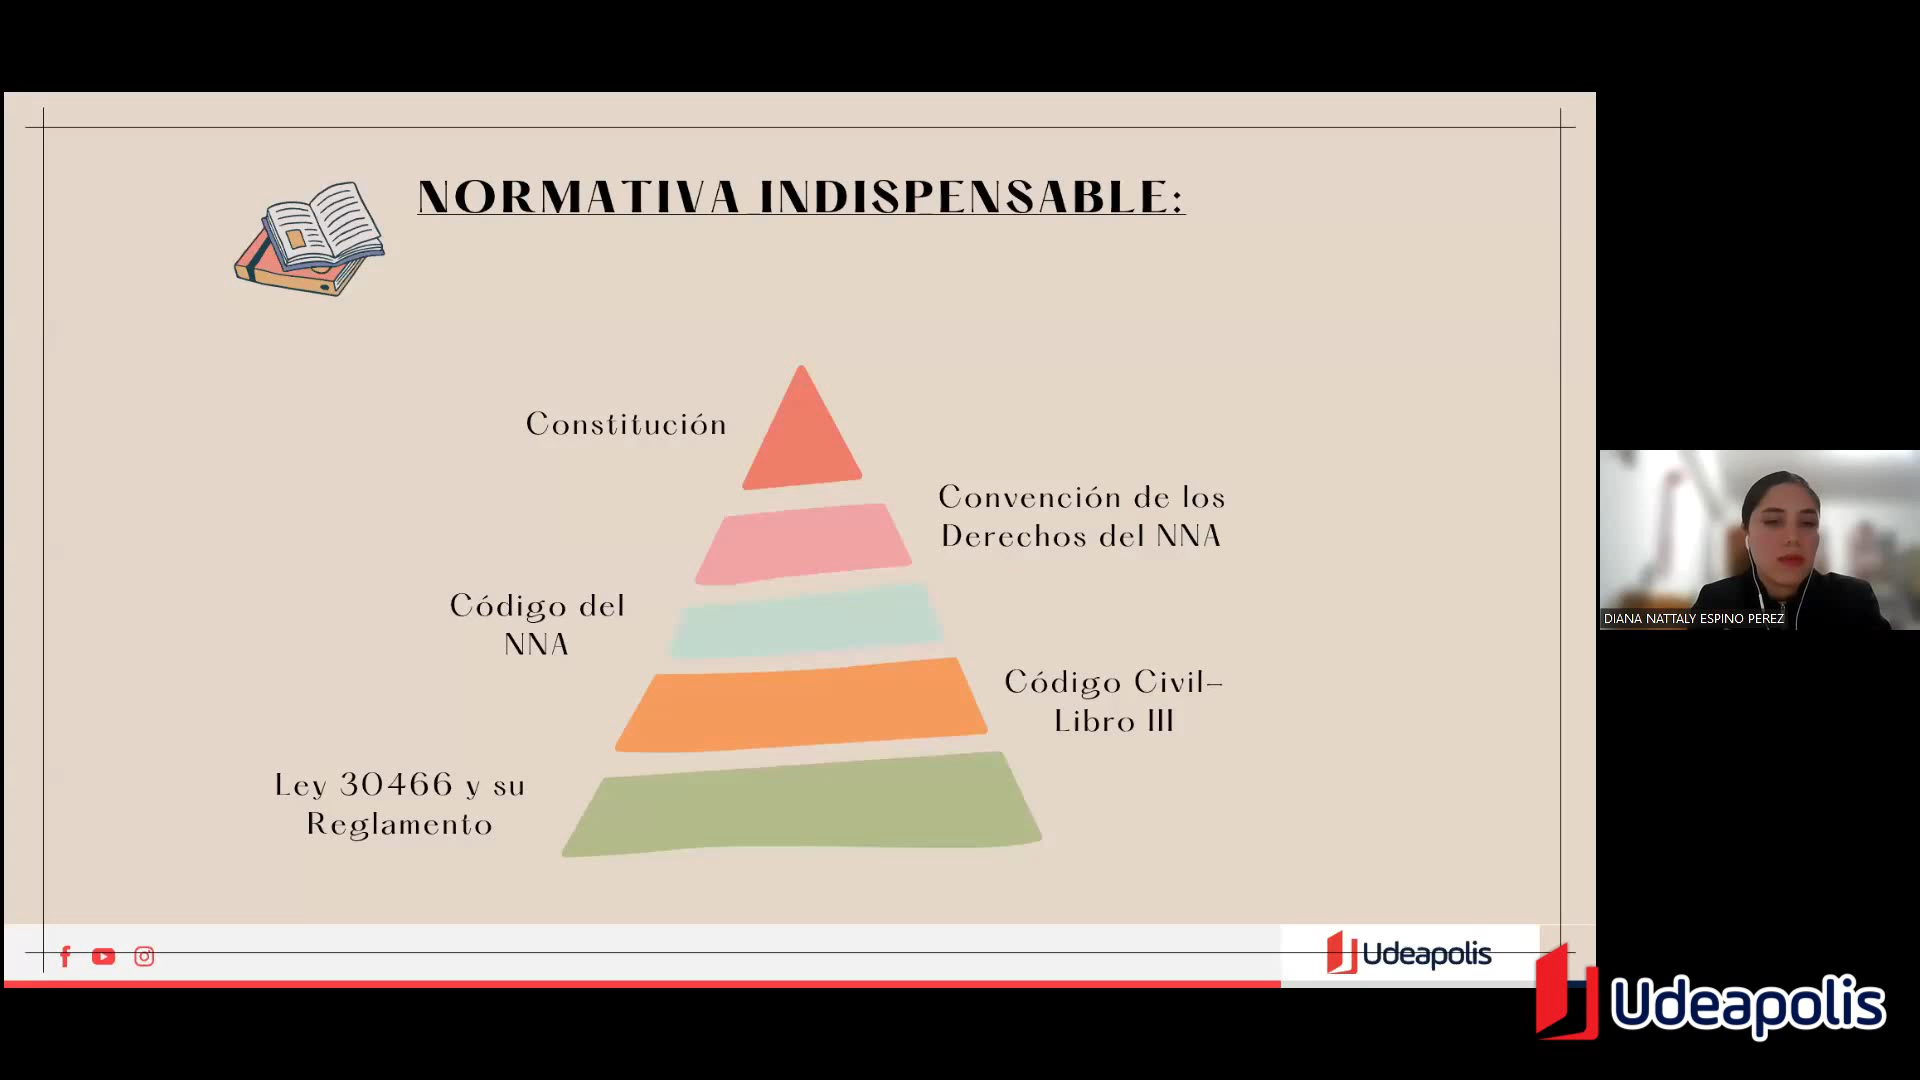 NORMATIVA INDISPENSABLE:
Constitución
Convención de los
Derechos del NNA
Código del
NNA
Código Civil-
Libro III
Ley 30466 y su
Reglamento
DIANA NATTALY ESPINO PEREZ
Udeapolis
Udeapolis